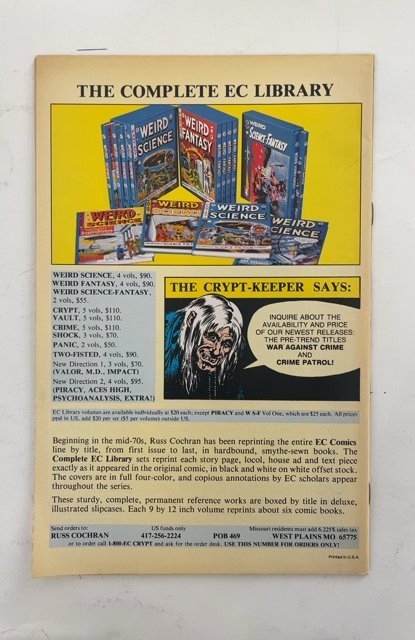 THE COMPLETE EC LIBRARY
WEIRD SCIENCE
WEIRD FANTASY
WEIRD SCIENCE-FANTASY
WEIRD SCIENCE
WEIRD SCIENCE
WEIRD SCIENCE
WEIRD SCIENCE, 4 vols, $90.
WEIRD FANTASY, 4 vols, $90.
WEIRD SCIENCE-FANTASY,
2 vols, $55.
CRYPT, 5 vols, $110.
VAULT, 5 vols, $110.
CRIME, 5 vols, $110.
SHOCK, 3 vols, $70.
PANIC, 2 vols, $50.
TWO-FISTED, 4 vols, $90.
New Direction 1, 3 vols, $70.
(VALOR, M.D., IMPACT)
New Direction 2, 4 vols, $95.
(PIRACY, ACES HIGH,
PSYCHOANALYSIS, EXTRA!)
THE CRYPT-KEEPER SAYS:
INQUIRE ABOUT THE
AVAILABILITY AND PRICE
OF OUR NEWEST RELEASES:
THE PRE-TREND TITLES
WAR AGAINST CRIME
AND
CRIME PATROL!
EC Library volumes are available individually at $20 each; except PIRACY and W S-F Vol One, which are $25 each. All prices
ppd in US, add $20 per set ($5 per volume) outside US.
Beginning in the mid-70s, Russ Cochran has been reprinting the entire EC Comics
line by title, from first issue to last, in hardbound, smythe-sewn books. The
Complete EC Library sets reprint each story page, locol, house ad and text piece
exactly as it appeared in the original comic, in black and white on white offset stock.
The covers are in full four-color, and copious annotations by EC scholars appear
throughout the series.
These sturdy, complete, permanent reference works are boxed by title in deluxe,
illustrated slipcases. Each 9 by 12 inch volume reprints about six comic books.
Send orders to: US funds only Missouri residents must add 6.225% sales tax
RUSS COCHRAN 417-256-2224 POB 469 WEST PLAINS MO 65775
or to order call 1-800-EC CRYPT and ask for the order desk. USE THIS NUMBER FOR ORDERS ONLY!
Printed in U.S.A.